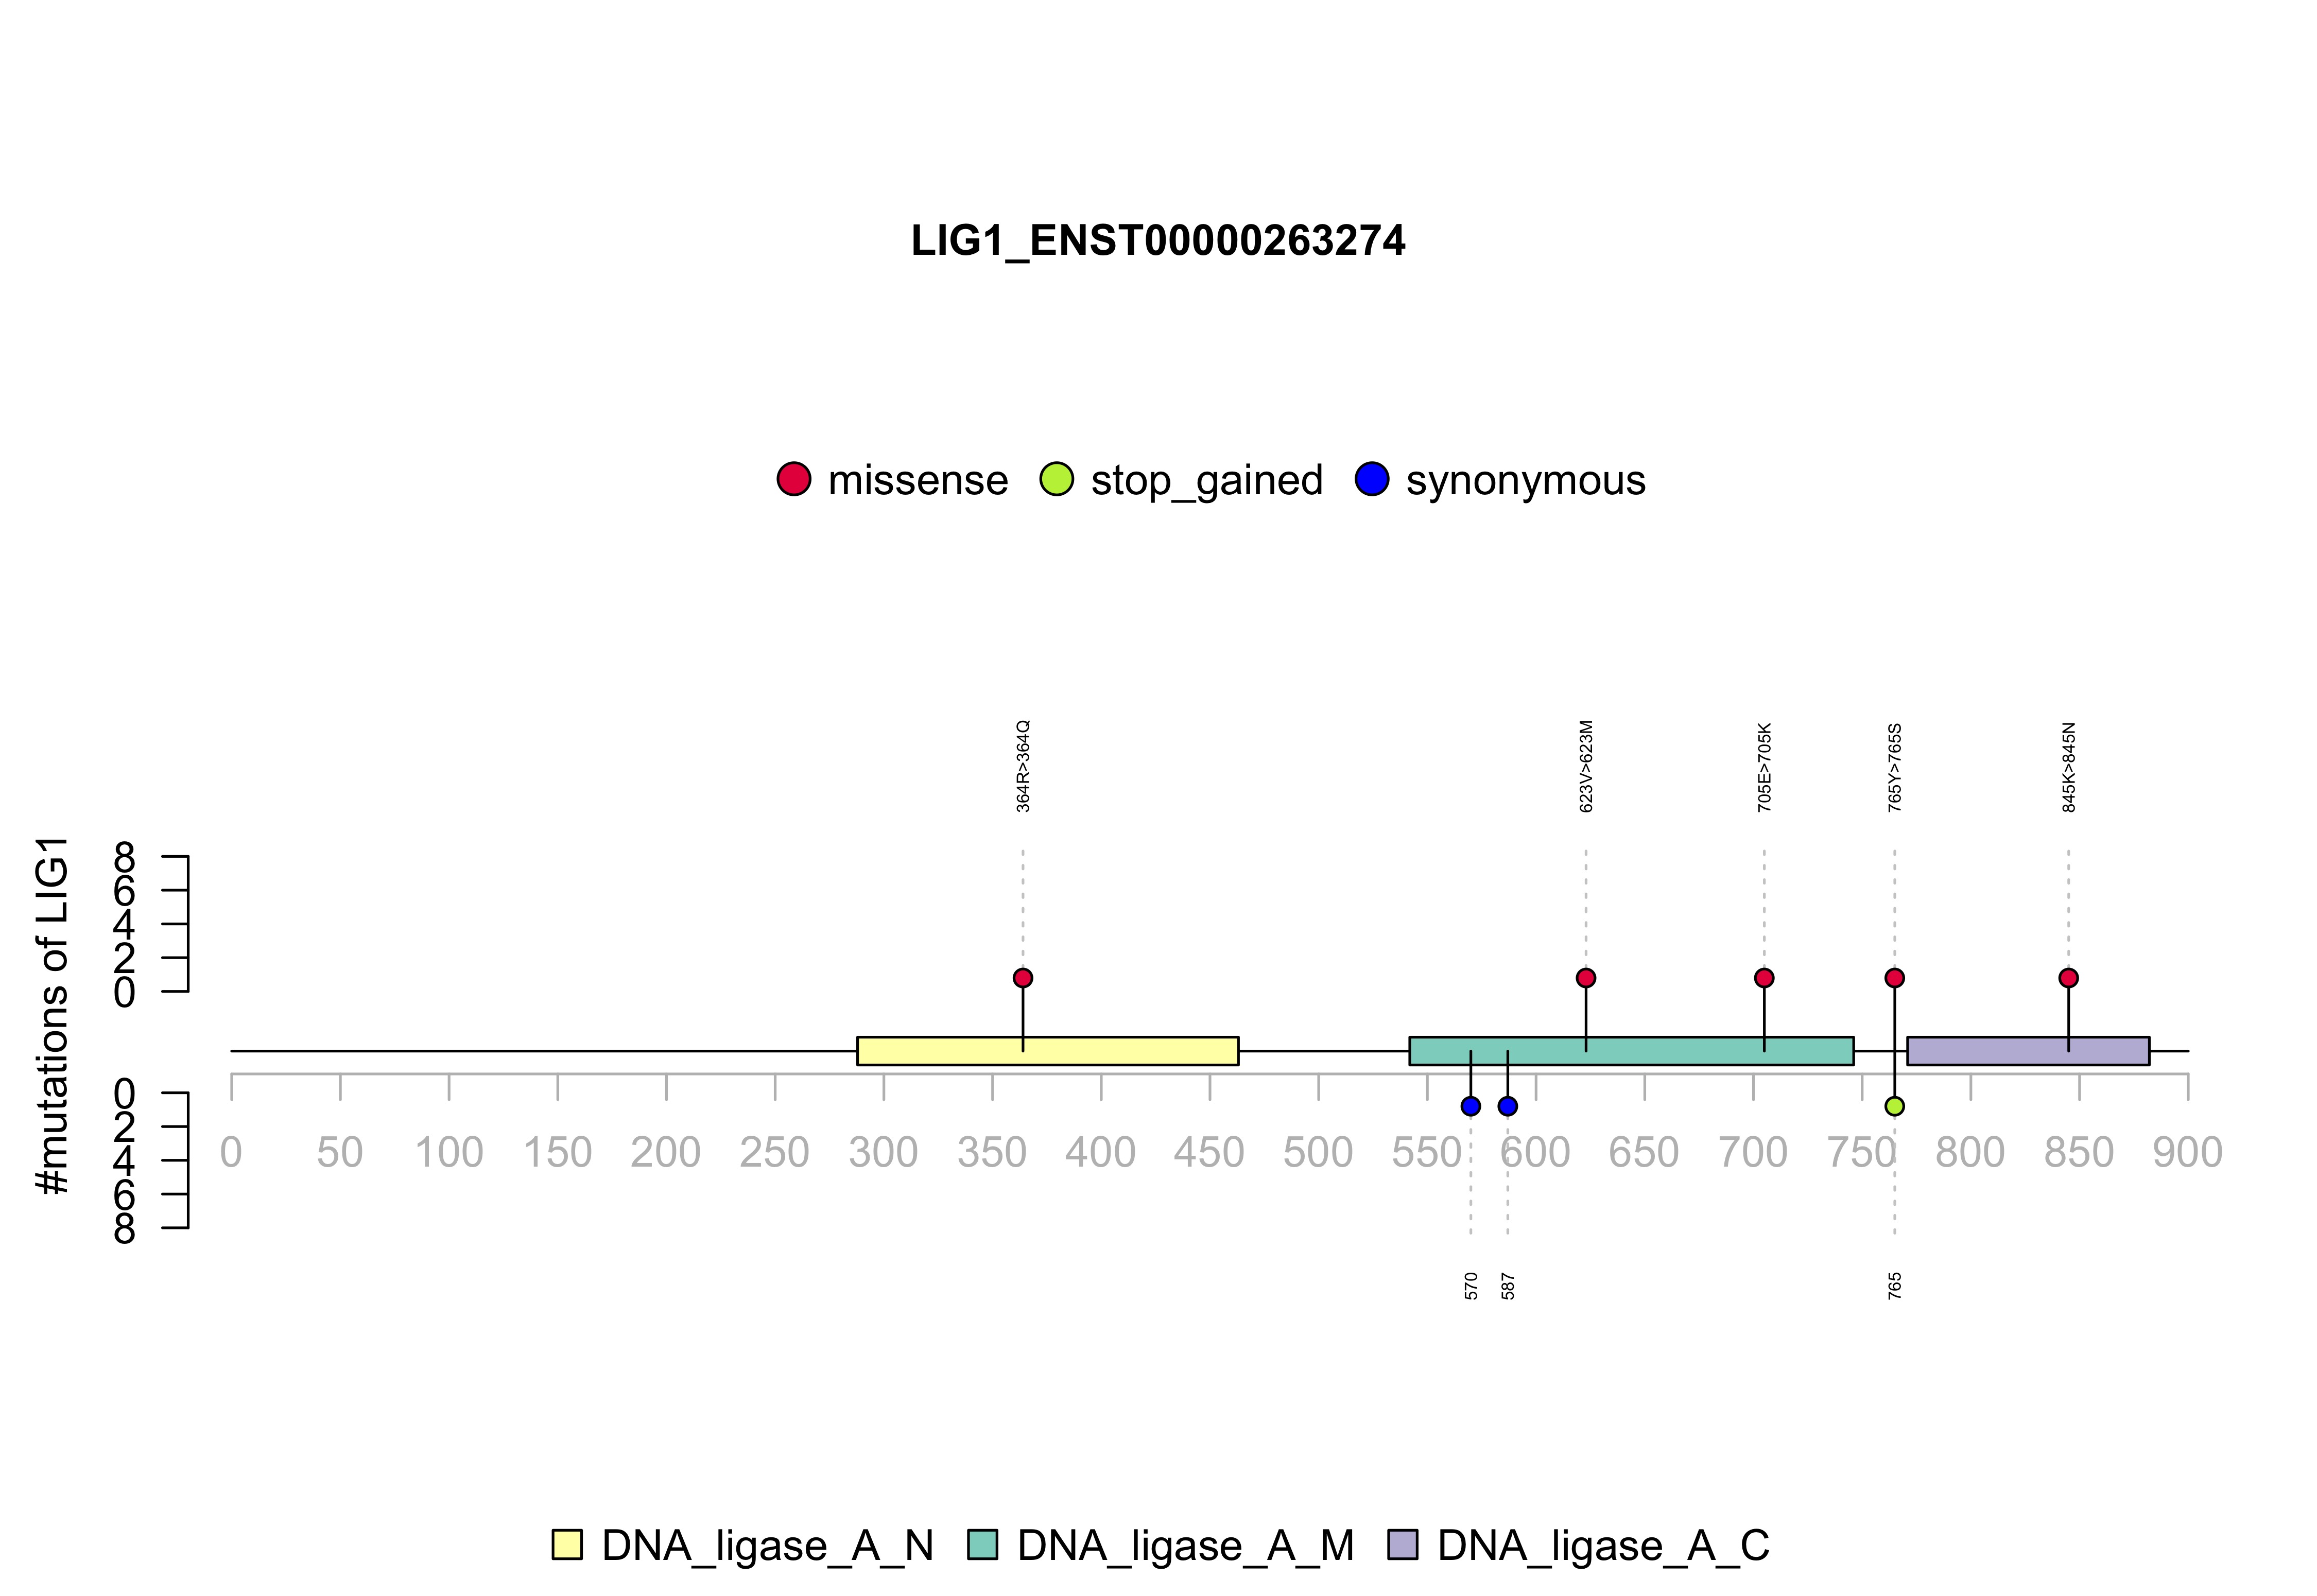 LIG1_ENST00000263274
missense stop_gained synonymous
364R>364Q
623V>623M
705E>705K
765Y>765S
845K>845N
#mutations of LIG1
8
6
4
2
0
0
2
4
6
8
0 50 100 150 200 250 300 350 400 450 500 550 600 650 700 750 800 850 900
570
587
765
DNA_ligase_A_N DNA_ligase_A_M DNA_ligase_A_C